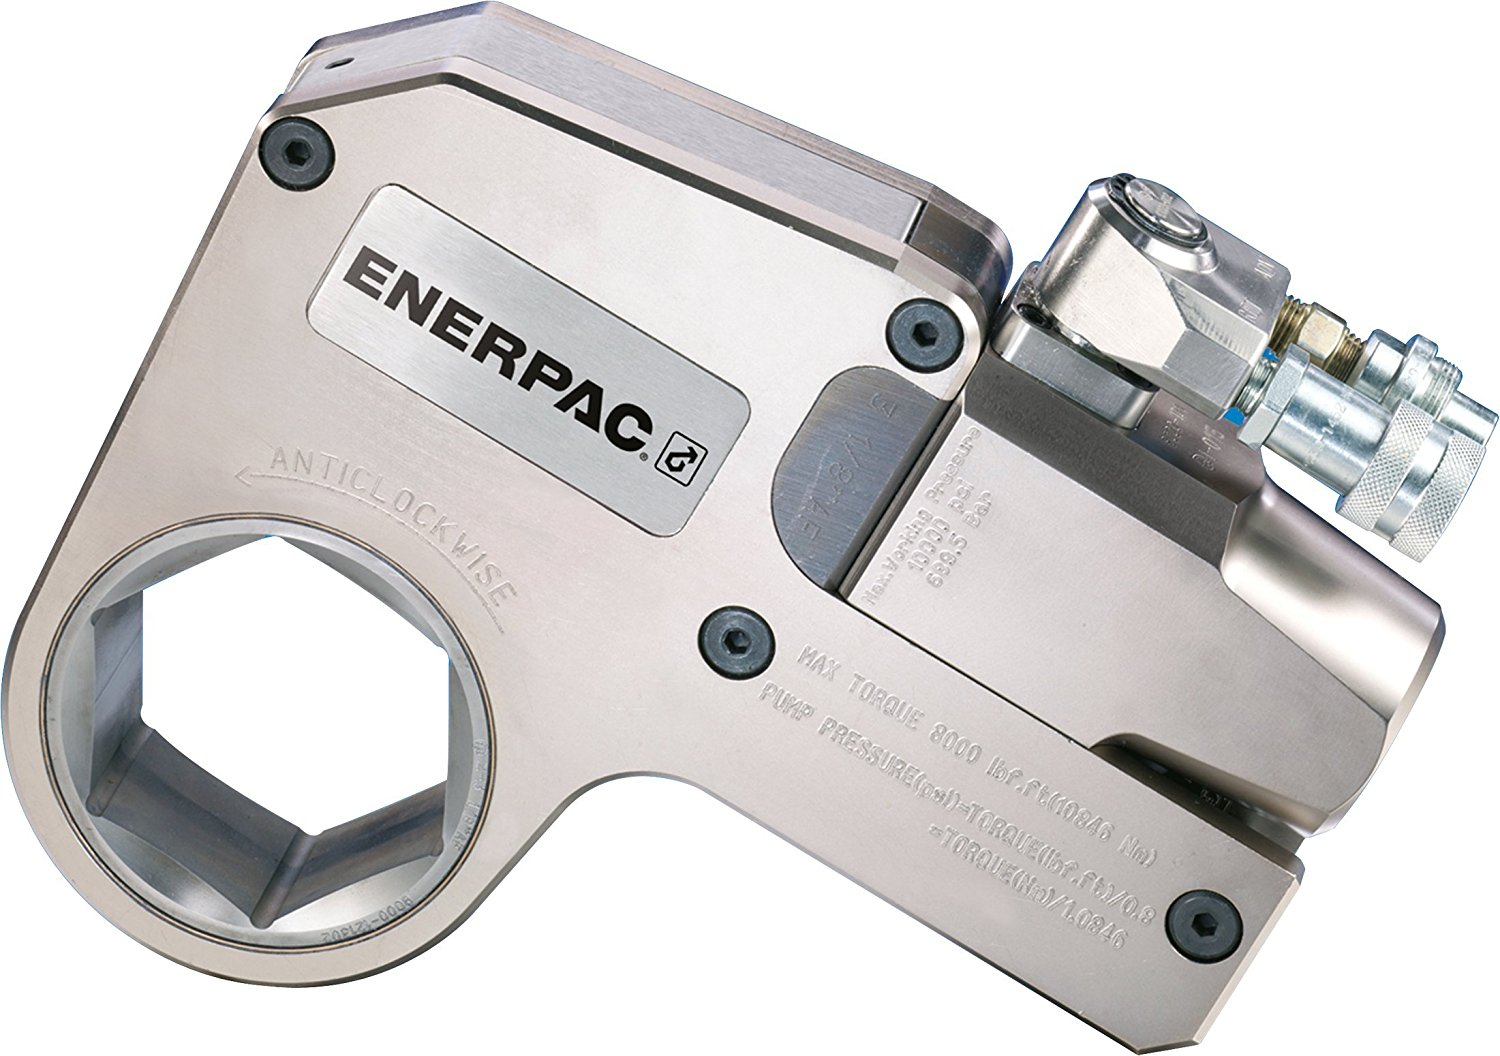 ENERPAC®
ANTICLOCKWISE
Max.Working Pressure
10000 psi
689.5 Bar
MAX TORQUE 8000 lbf.ft(10846 Nm)
PUMP PRESSURE(psi)=TORQUE(lbf.ft)/0.8
=TORQUE(Nm)/1.0846